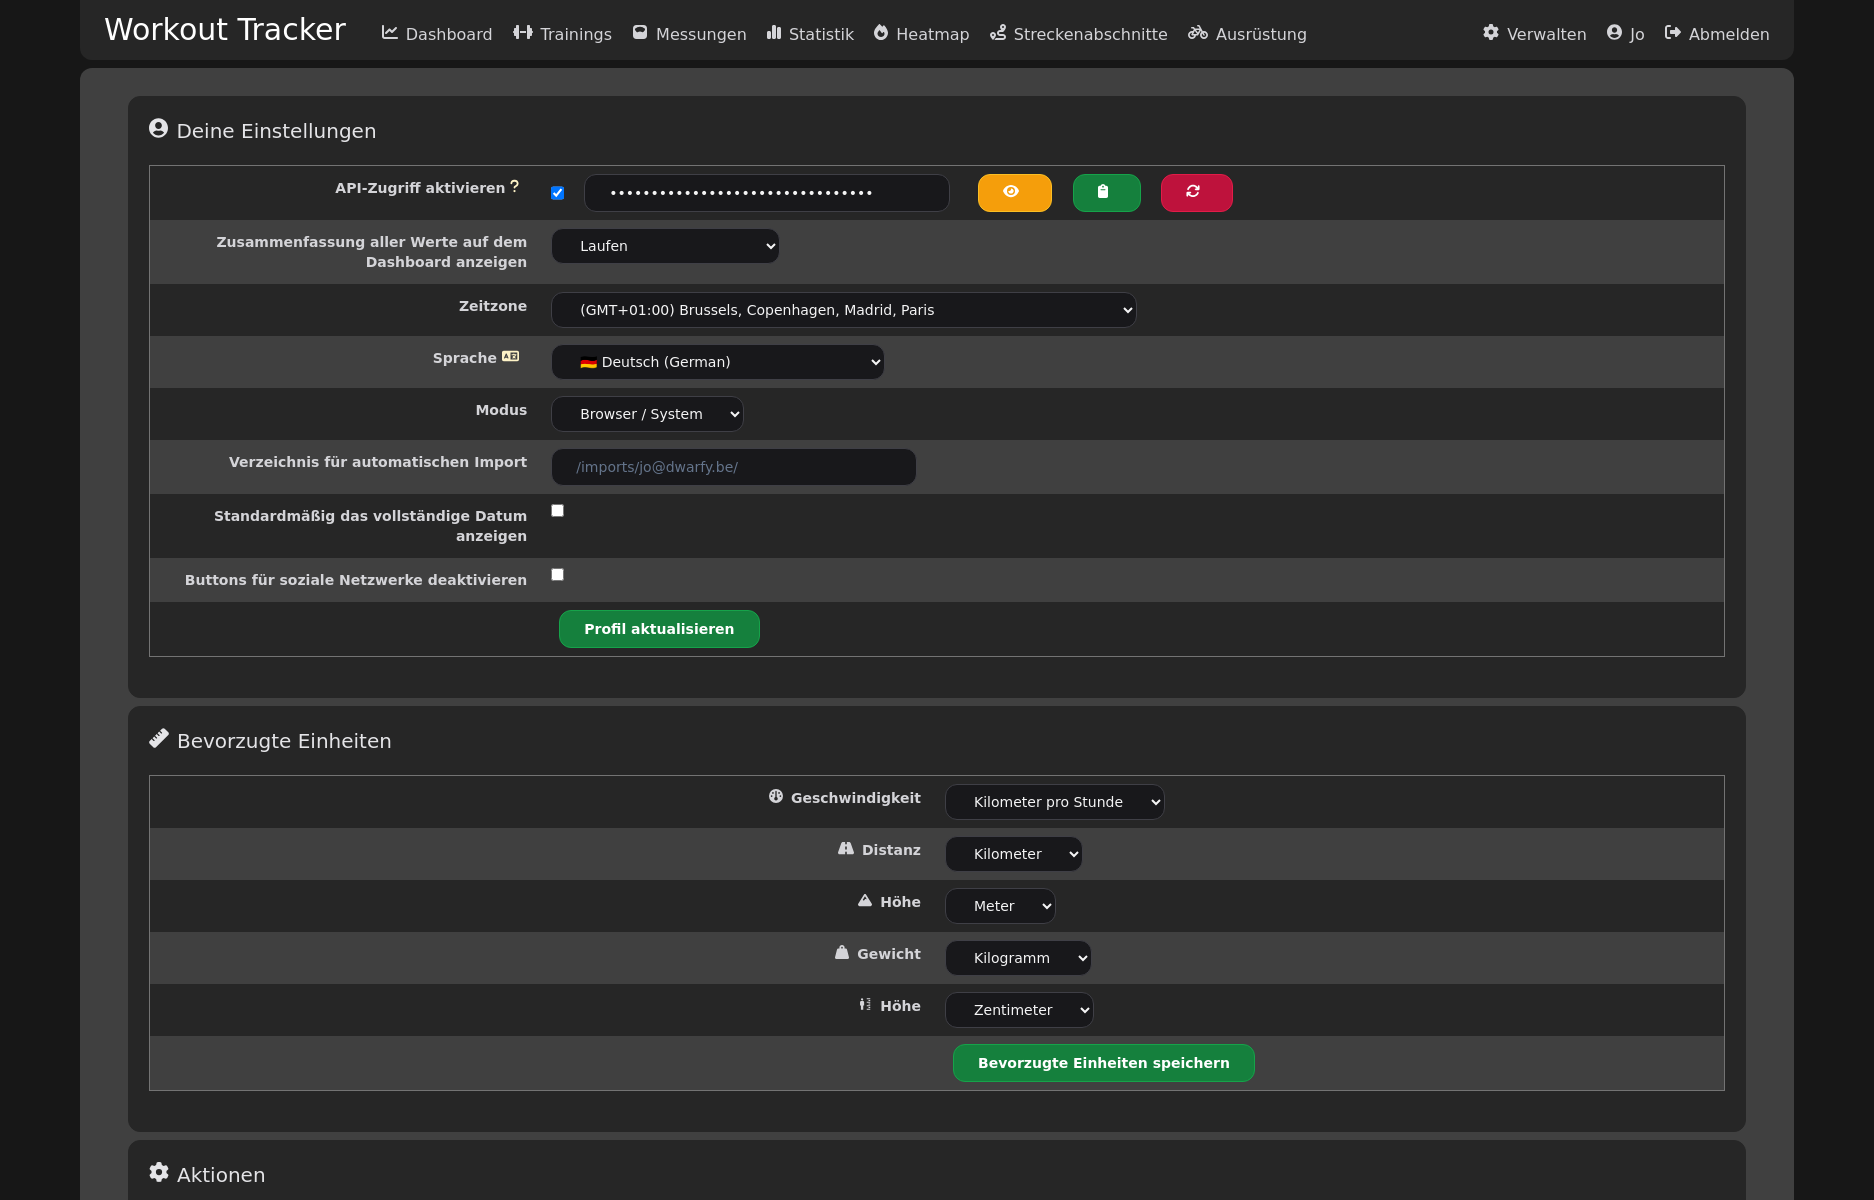 Workout Tracker Dashboard Trainings Messungen Statistik Heatmap Streckenabschnitte Ausrüstung Verwalten Jo Abmelden
Deine Einstellungen
API-Zugriff aktivieren ? ••••••••••••••••••••••••••••••••
Zusammenfassung aller Werte auf dem
Dashboard anzeigen
Laufen
Zeitzone (GMT+01:00) Brussels, Copenhagen, Madrid, Paris
Sprache 🇩🇪 Deutsch (German)
Modus Browser / System
Verzeichnis für automatischen Import /imports/jo@dwarfy.be/
Standardmäßig das vollständige Datum
anzeigen
Buttons für soziale Netzwerke deaktivieren
Profil aktualisieren
Bevorzugte Einheiten
Geschwindigkeit Kilometer pro Stunde
Distanz Kilometer
Höhe Meter
Gewicht Kilogramm
Höhe Zentimeter
Bevorzugte Einheiten speichern
Aktionen